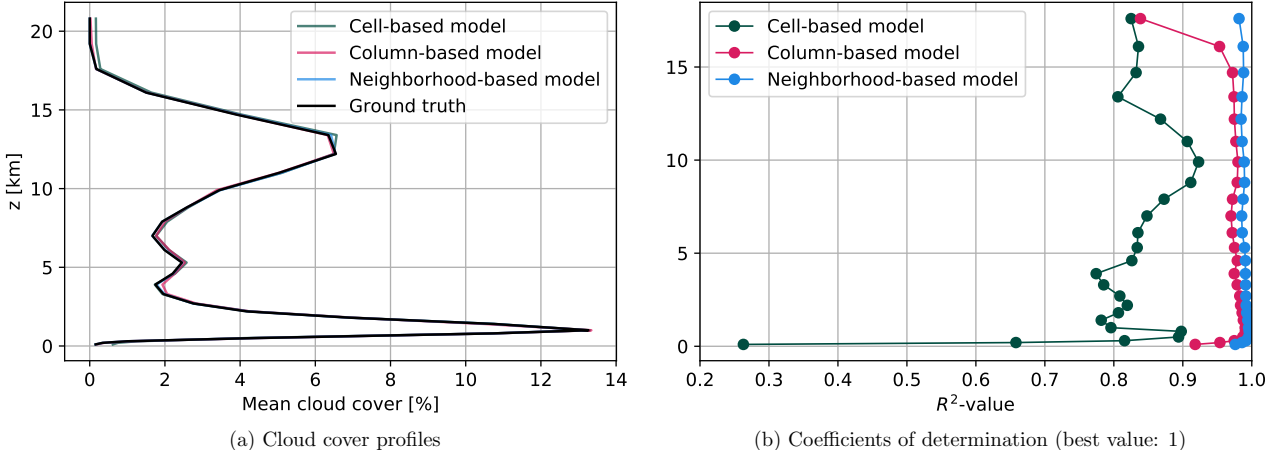 Cell-based model
Column-based model
Neighborhood-based model
Ground truth
z [km]
20
15
10
5
0
0
2
4
6
8
10
12
14
Mean cloud cover [%]
(a) Cloud cover profiles
Cell-based model
Column-based model
Neighborhood-based model
15
10
5
0
0.2
0.3
0.4
0.5
0.6
0.7
0.8
0.9
1.0
R²-value
(b) Coefficients of determination (best value: 1)